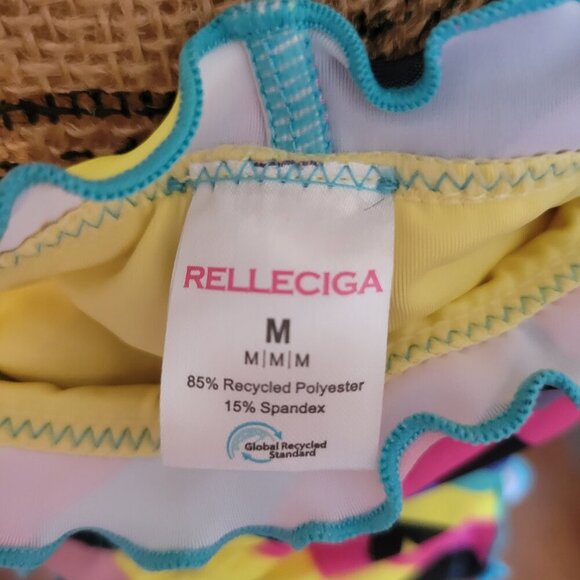 RELLECIGA
M
M|M|M
85% Recycled Polyester
15% Spandex
Global Recycled
Standard